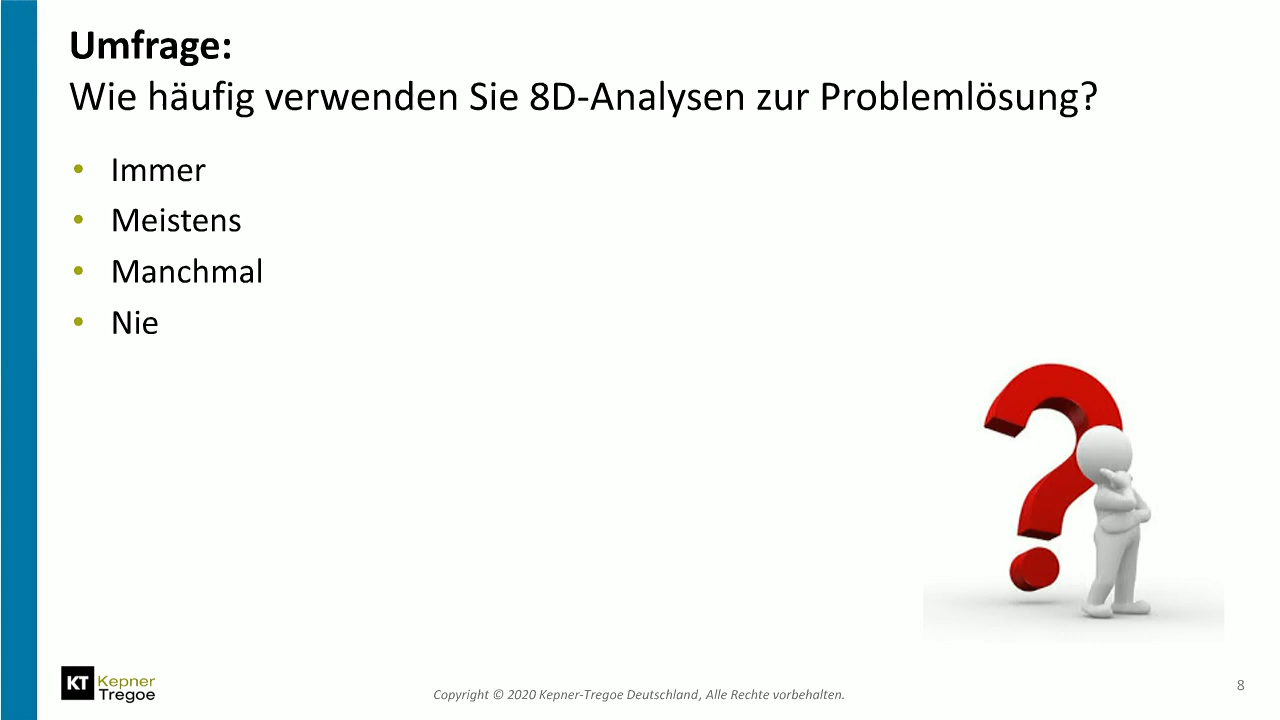 Umfrage:
Wie häufig verwenden Sie 8D-Analysen zur Problemlösung?
• Immer
• Meistens
• Manchmal
• Nie
KT Kepner
Tregoe
Copyright © 2020 Kepner-Tregoe Deutschland, Alle Rechte vorbehalten.
8